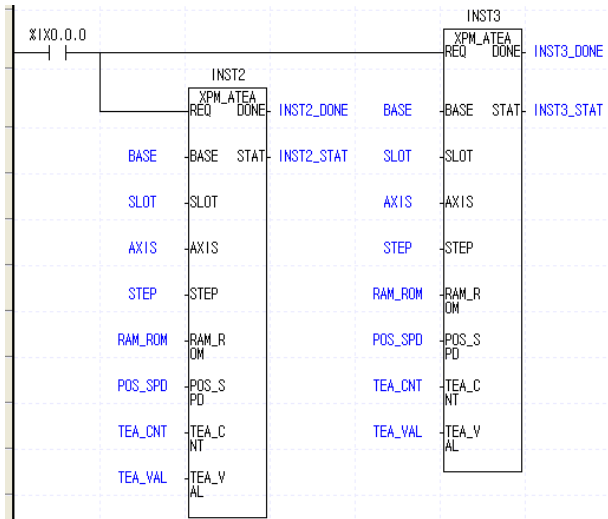 INST3
%IX0.0.0
XPM_ATEA
REQ DONE INST3_DONE
INST2
XPM_ATEA
REQ DONE INST2_DONE
BASE BASE STAT INST3_STAT
BASE BASE STAT INST2_STAT
SLOT SLOT
SLOT SLOT
AXIS AXIS
AXIS AXIS
STEP STEP
STEP STEP
RAM_ROM RAM_R
OM
RAM_ROM RAM_R
OM
POS_SPD POS_S
PD
POS_SPD POS_S
PD
TEA_CNT TEA_C
NT
TEA_CNT TEA_C
NT
TEA_VAL TEA_V
AL
TEA_VAL TEA_V
AL